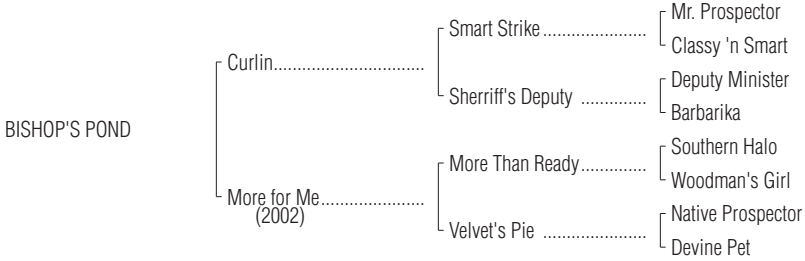 Mr. Prospector
Smart Strike ......................
Classy 'n Smart
Curlin...............................
Deputy Minister
Sherriff's Deputy ..............
Barbarika
BISHOP'S POND
Southern Halo
More Than Ready..............
Woodman's Girl
More for Me......................
(2002)
Native Prospector
Velvet's Pie ......................
Devine Pet